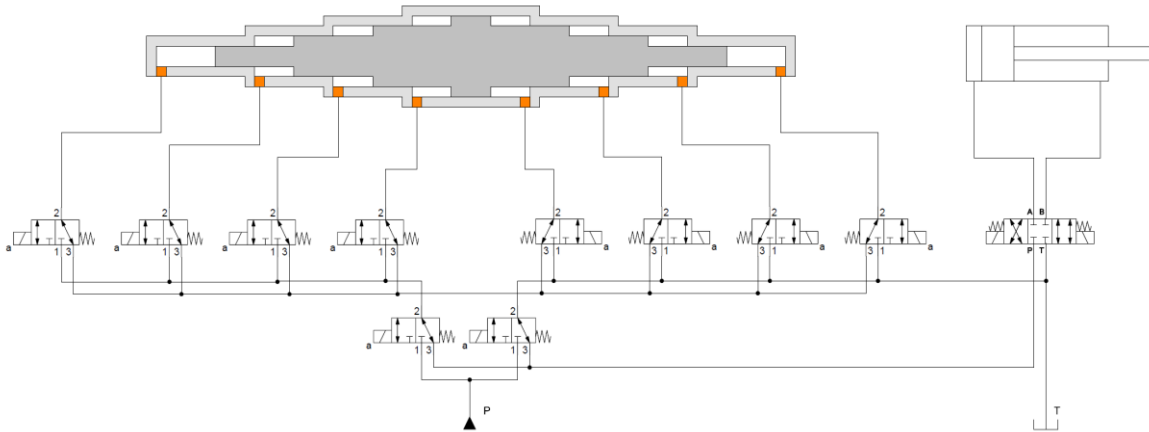 A B
2 2 2 2 2 2 2 2
a a a a a a a a
1 3 1 3 1 3 1 3 3 1 3 1 3 1 3 1 P T
2 2
a a
1 3 1 3
P T